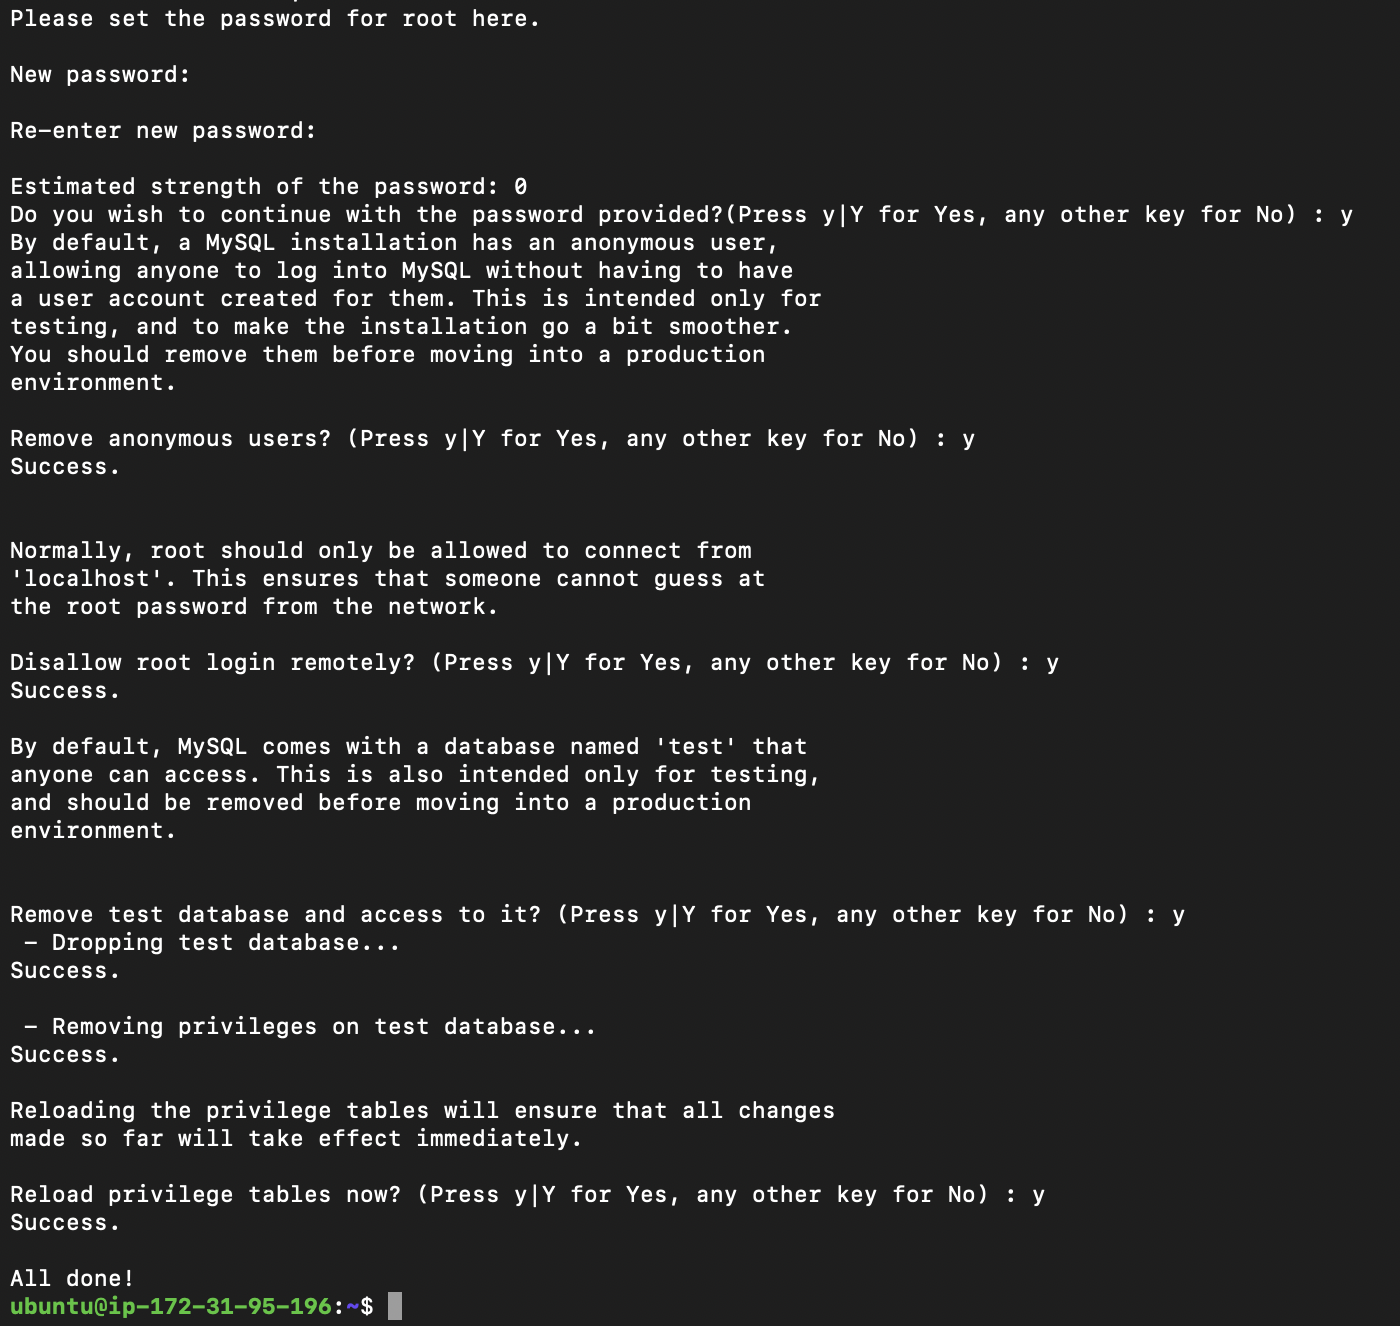 Please set the password for root here.
New password:
Re-enter new password:
Estimated strength of the password: 0
Do you wish to continue with the password provided?(Press y|Y for Yes, any other key for No) : y
By default, a MySQL installation has an anonymous user,
allowing anyone to log into MySQL without having to have
a user account created for them. This is intended only for
testing, and to make the installation go a bit smoother.
You should remove them before moving into a production
environment.
Remove anonymous users? (Press y|Y for Yes, any other key for No) : y
Success.
Normally, root should only be allowed to connect from
'localhost'. This ensures that someone cannot guess at
the root password from the network.
Disallow root login remotely? (Press y|Y for Yes, any other key for No) : y
Success.
By default, MySQL comes with a database named 'test' that
anyone can access. This is also intended only for testing,
and should be removed before moving into a production
environment.
Remove test database and access to it? (Press y|Y for Yes, any other key for No) : y
 - Dropping test database...
Success.
 - Removing privileges on test database...
Success.
Reloading the privilege tables will ensure that all changes
made so far will take effect immediately.
Reload privilege tables now? (Press y|Y for Yes, any other key for No) : y
Success.
All done!
ubuntu@ip-172-31-95-196:~$